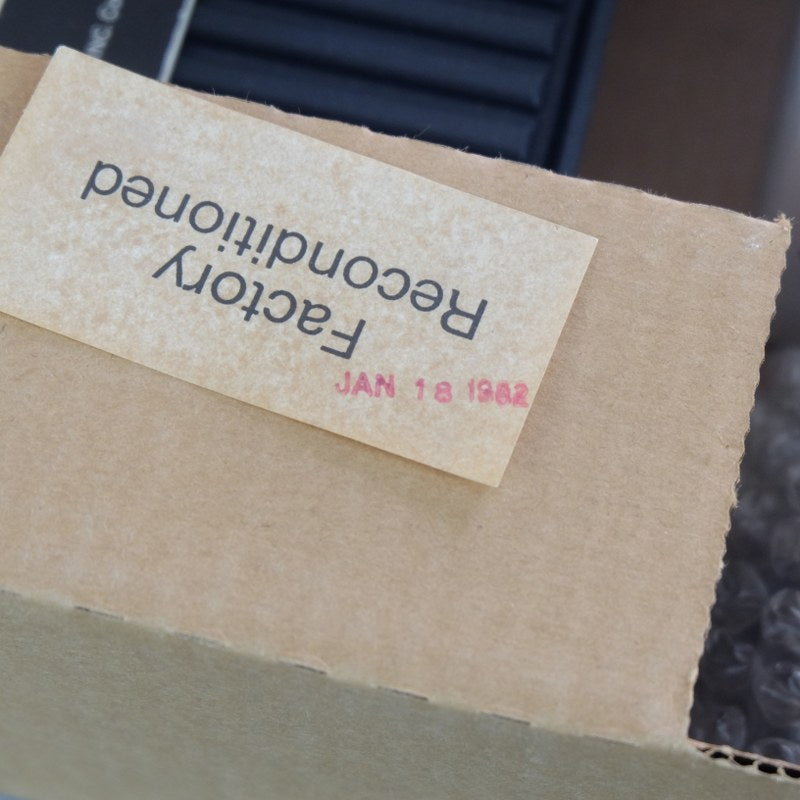 Factory
Reconditioned
JAN 18 1982